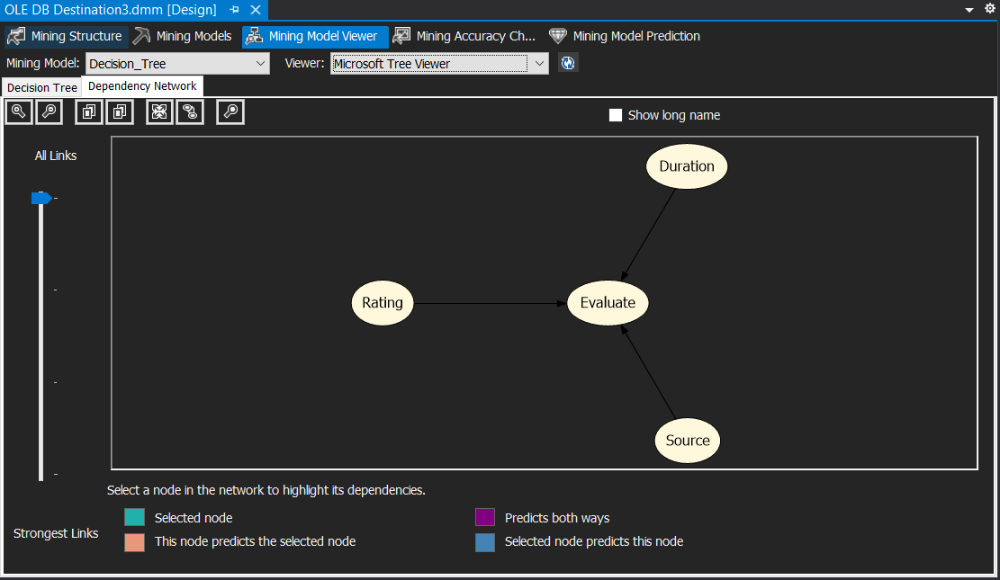 OLE DB Destination3.dmm [Design]
Mining Structure Mining Models Mining Model Viewer Mining Accuracy Ch... Mining Model Prediction
Mining Model: Decision_Tree Viewer: Microsoft Tree Viewer
Decision Tree Dependency Network
Show long name
All Links
Duration
Rating Evaluate
Source
Select a node in the network to highlight its dependencies.
Selected node Predicts both ways
Strongest Links
This node predicts the selected node Selected node predicts this node